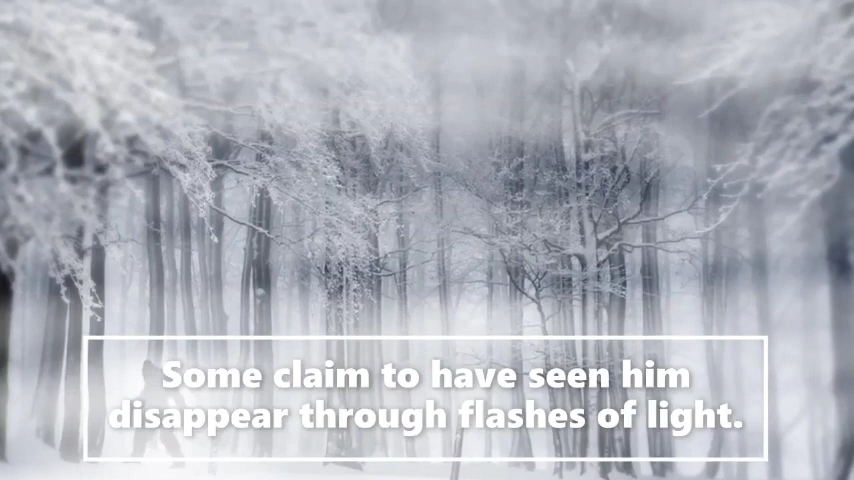 Some claim to have seen him
disappear through flashes of light.